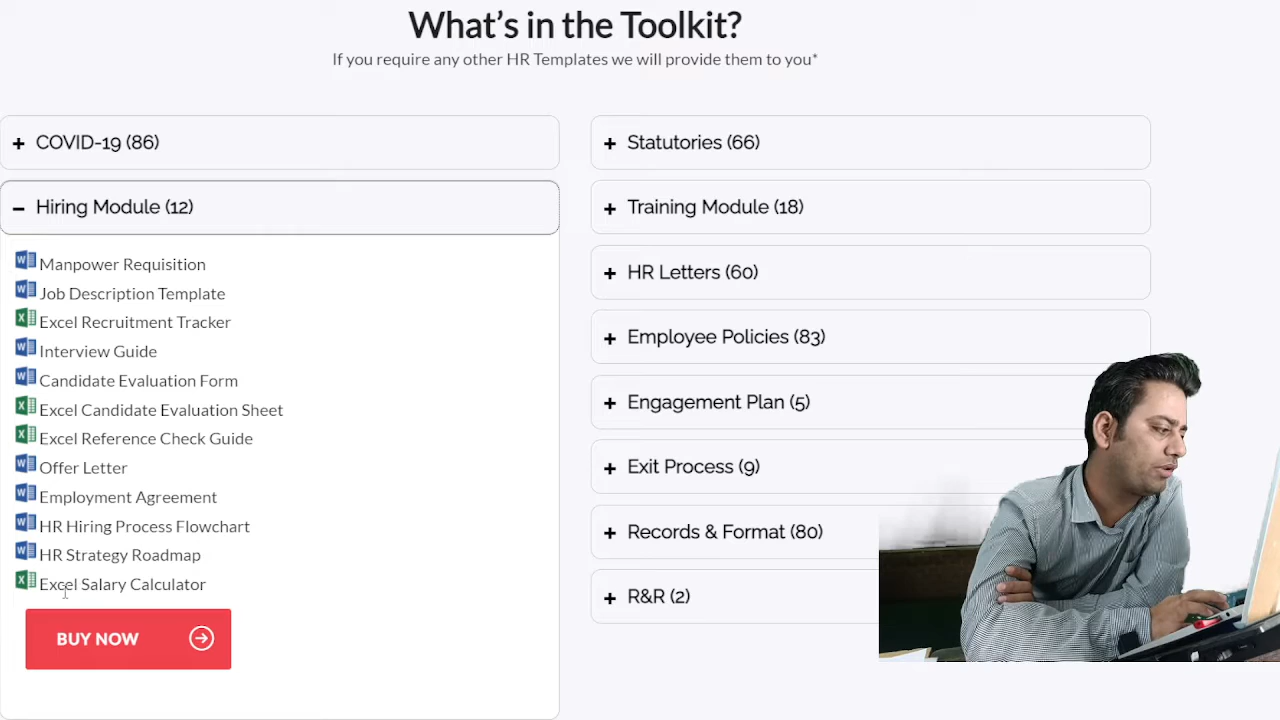 What's in the Toolkit?
If you require any other HR Templates we will provide them to you*
+ COVID-19 (86)
− Hiring Module (12)
Manpower Requisition
Job Description Template
Excel Recruitment Tracker
Interview Guide
Candidate Evaluation Form
Excel Candidate Evaluation Sheet
Excel Reference Check Guide
Offer Letter
Employment Agreement
HR Hiring Process Flowchart
HR Strategy Roadmap
Excel Salary Calculator
BUY NOW
+ Statutories (66)
+ Training Module (18)
+ HR Letters (60)
+ Employee Policies (83)
+ Engagement Plan (5)
+ Exit Process (9)
+ Records & Format (80)
+ R&R (2)